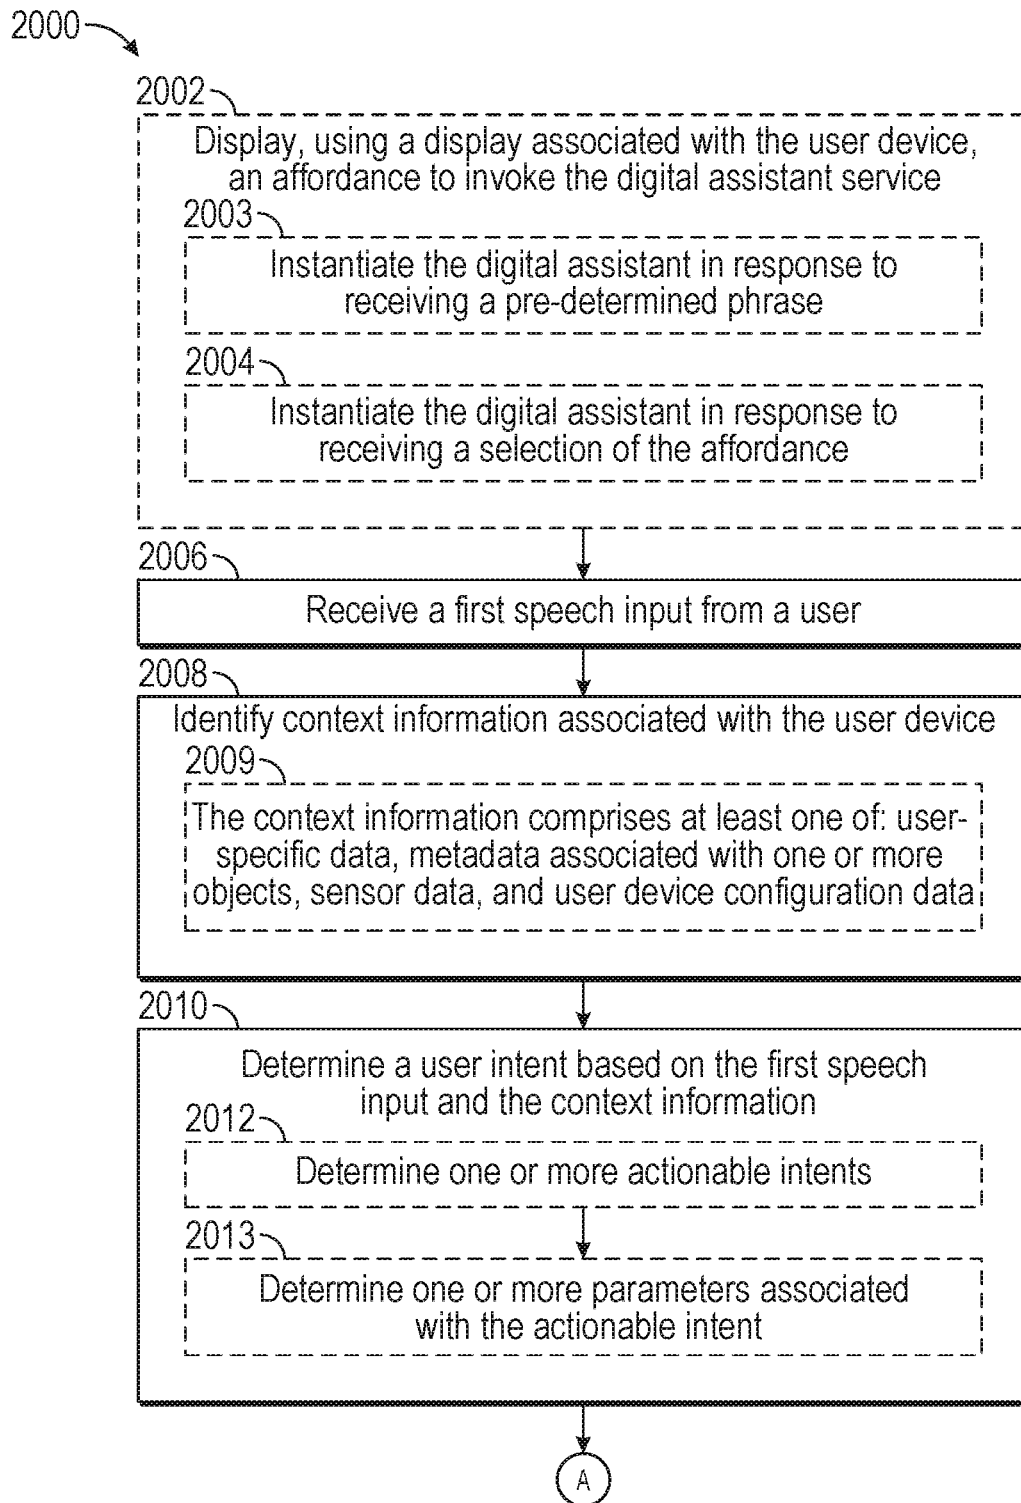 2000
2002
Display, using a display associated with the user device,
an affordance to invoke the digital assistant service
2003
Instantiate the digital assistant in response to
receiving a pre-determined phrase
2004
Instantiate the digital assistant in response to
receiving a selection of the affordance
2006
Receive a first speech input from a user
2008
Identify context information associated with the user device
2009
The context information comprises at least one of: user-
specific data, metadata associated with one or more
objects, sensor data, and user device configuration data
2010
Determine a user intent based on the first speech
input and the context information
2012
Determine one or more actionable intents
2013
Determine one or more parameters associated
with the actionable intent
A